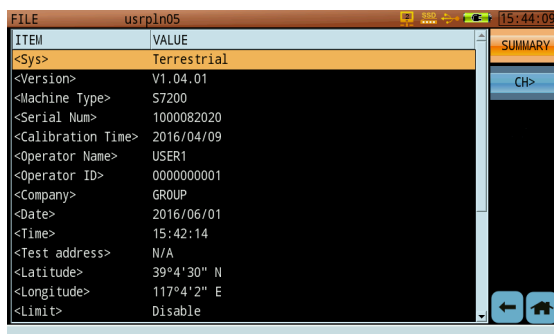 FILE usrpln05 SSD 15:44:09
ITEM VALUE
SUMMARY
<Sys> Terrestrial
<Version> V1.04.01
CH>
<Machine Type> S7200
<Serial Num> 1000082020
<Calibration Time> 2016/04/09
<Operator Name> USER1
<Operator ID> 0000000001
<Company> GROUP
<Date> 2016/06/01
<Time> 15:42:14
<Test address> N/A
<Latitude> 39°4'30" N
<Longitude> 117°4'2" E
<Limit> Disable